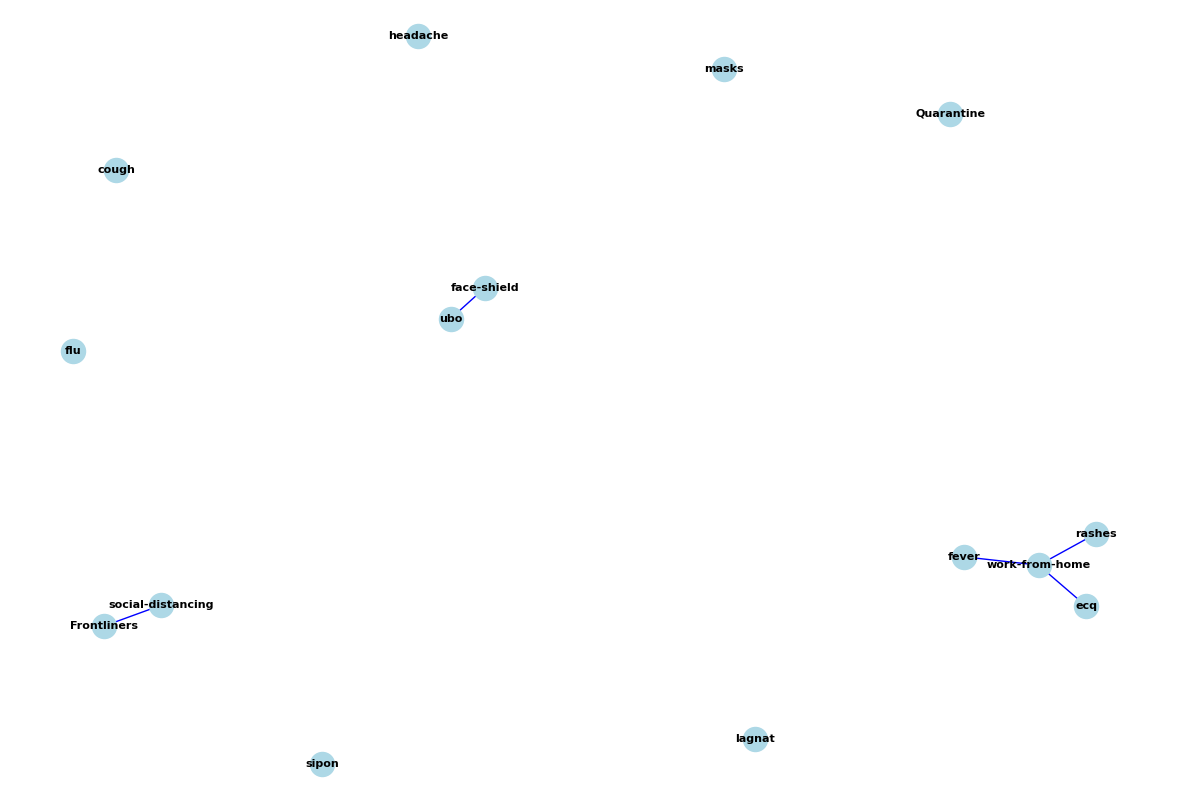 headache
masks
Quarantine
cough
face-shield
ubo
flu
rashes
fever
work-from-home
ecq
social-distancing
Frontliners
lagnat
sipon